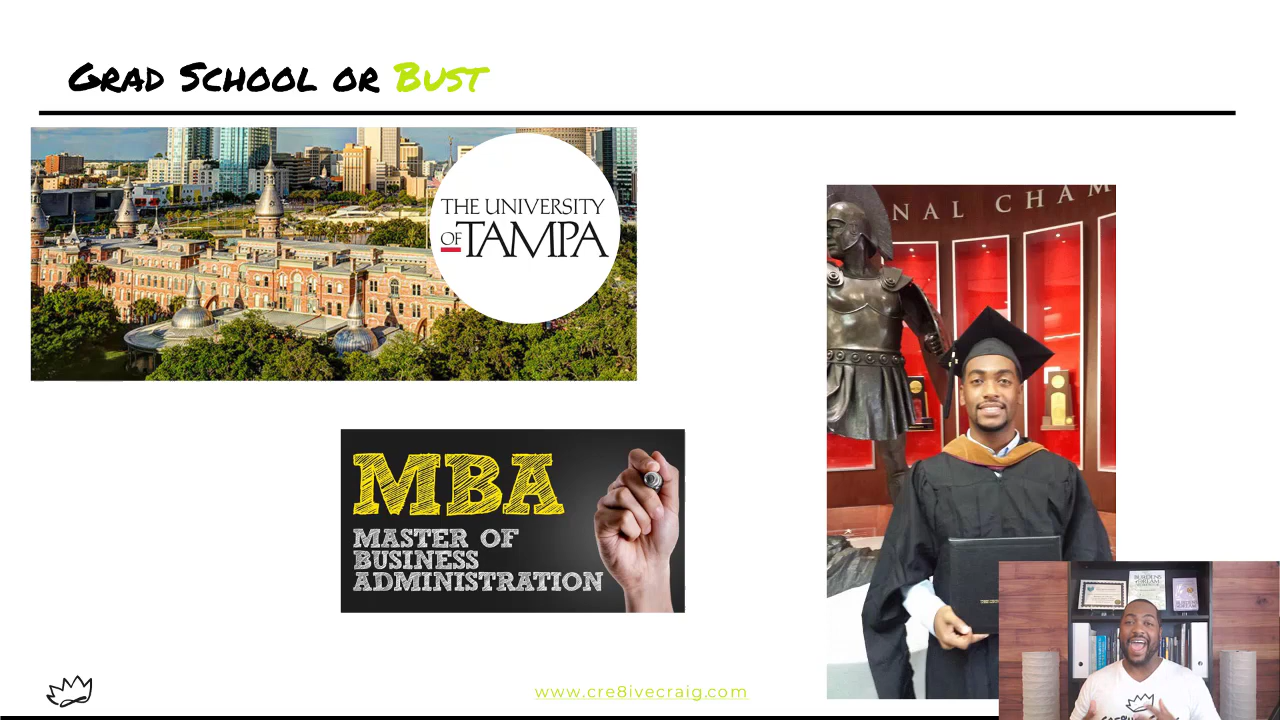 GRAD SCHOOL OR BUST
THE UNIVERSITY
OF TAMPA
NAL CHAM
MBA
MASTER OF
BUSINESS
ADMINISTRATION
www.cre8ivecraig.com